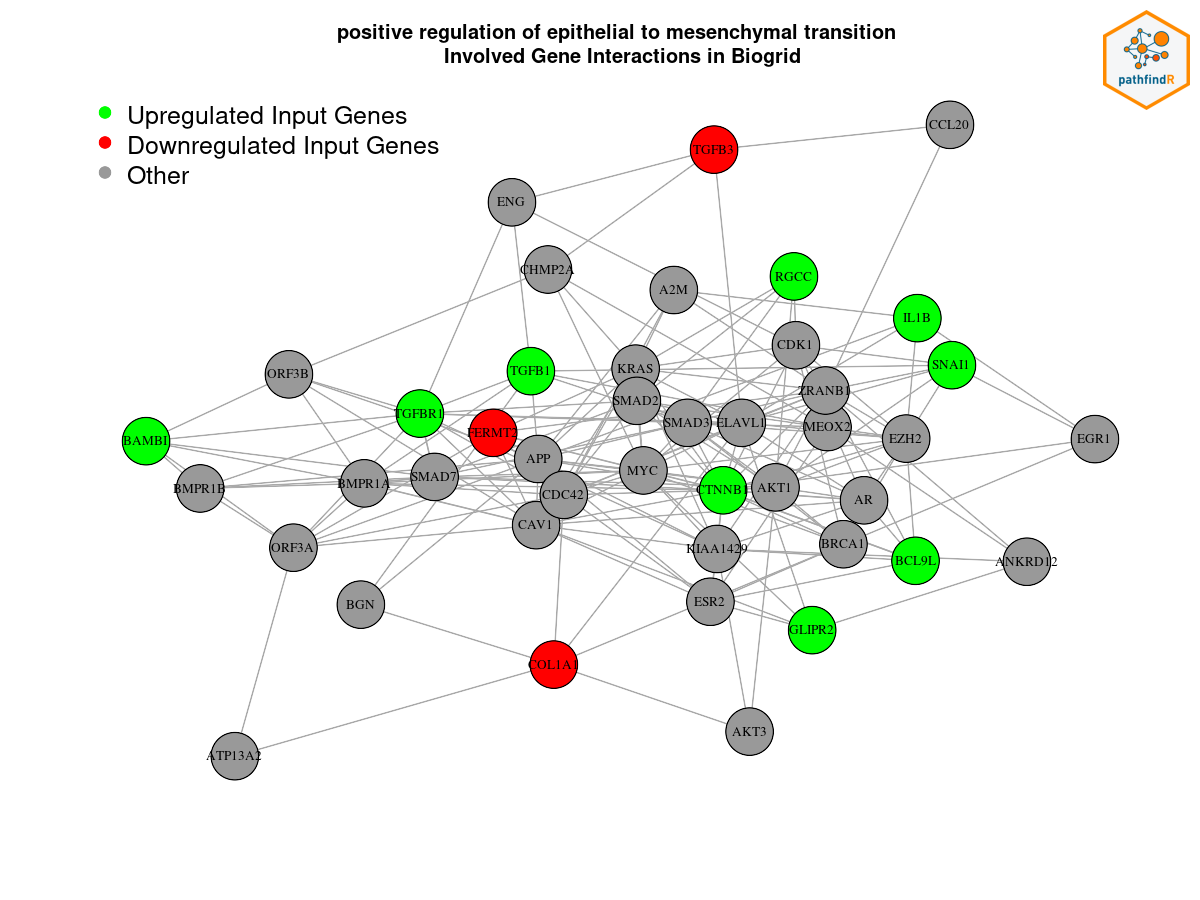 positive regulation of epithelial to mesenchymal transition
Involved Gene Interactions in Biogrid
pathfindR
Upregulated Input Genes
Downregulated Input Genes
Other
CCL20
TGFB3
ENG
CHMP2A
RGCC
A2M
IL1B
CDK1
SNAI1
KRAS
TGFB1
ORF3B
ZRANB1
SMAD2
TGFBR1
SMAD3
ELAVL1
MEOX2
FERMT2
EZH2
EGR1
BAMBI
APP
MYC
SMAD7
BMPR1A
BMPR1B
CTNNB1
AKT1
CDC42
AR
CAV1
BRCA1
ORF3A
KIAA1429
BCL9L
ANKRD12
ESR2
BGN
GLIPR2
COL1A1
AKT3
ATP13A2